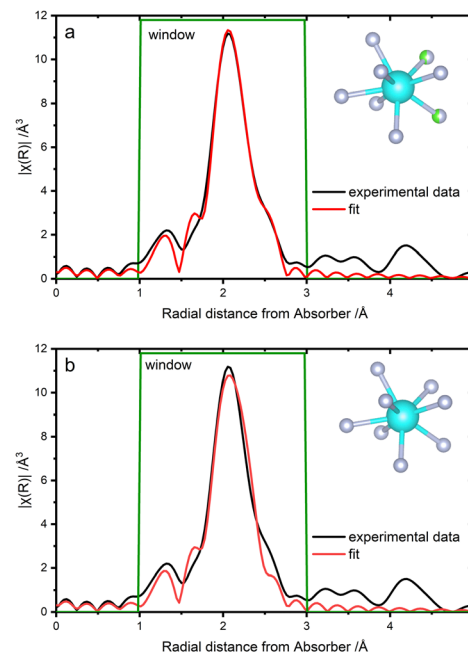 a
window
12
10
8
6
4
2
0
|χ(R)| /Å³
experimental data
fit
0 1 2 3 4
Radial distance from Absorber /Å
b
window
12
10
8
6
4
2
0
|χ(R)| /Å³
experimental data
fit
0 1 2 3 4
Radial distance from Absorber /Å